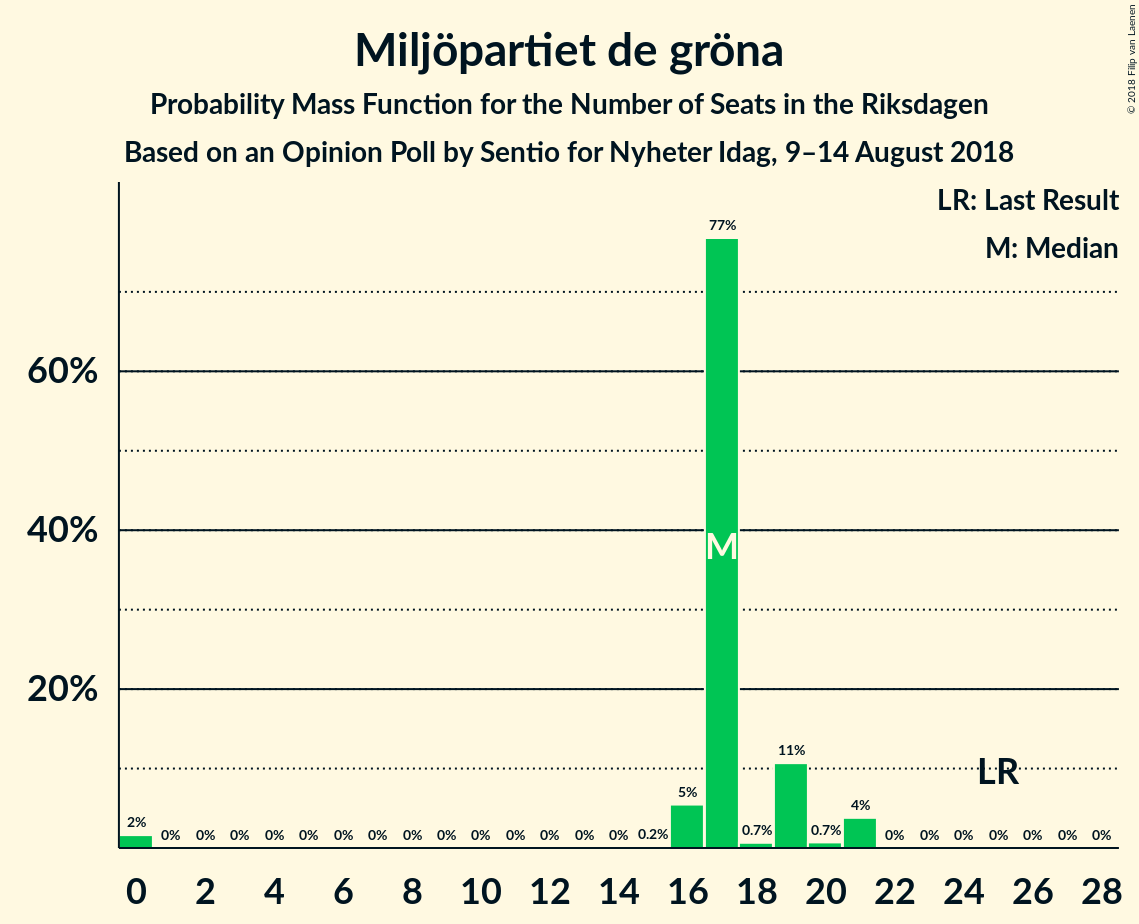 Miljöpartiet de gröna
Probability Mass Function for the Number of Seats in the Riksdagen
Based on an Opinion Poll by Sentio for Nyheter Idag, 9–14 August 2018
© 2018 Filip van Laenen
LR: Last Result
M: Median
60%
40%
20%
2% 0% 0% 0% 0% 0% 0% 0% 0% 0% 0% 0% 0% 0% 0% 0.2% 5% 77% 0.7% 11% 0.7% 4% 0% 0% 0% 0% 0% 0% 0%
M
LR
0 2 4 6 8 10 12 14 16 18 20 22 24 26 28